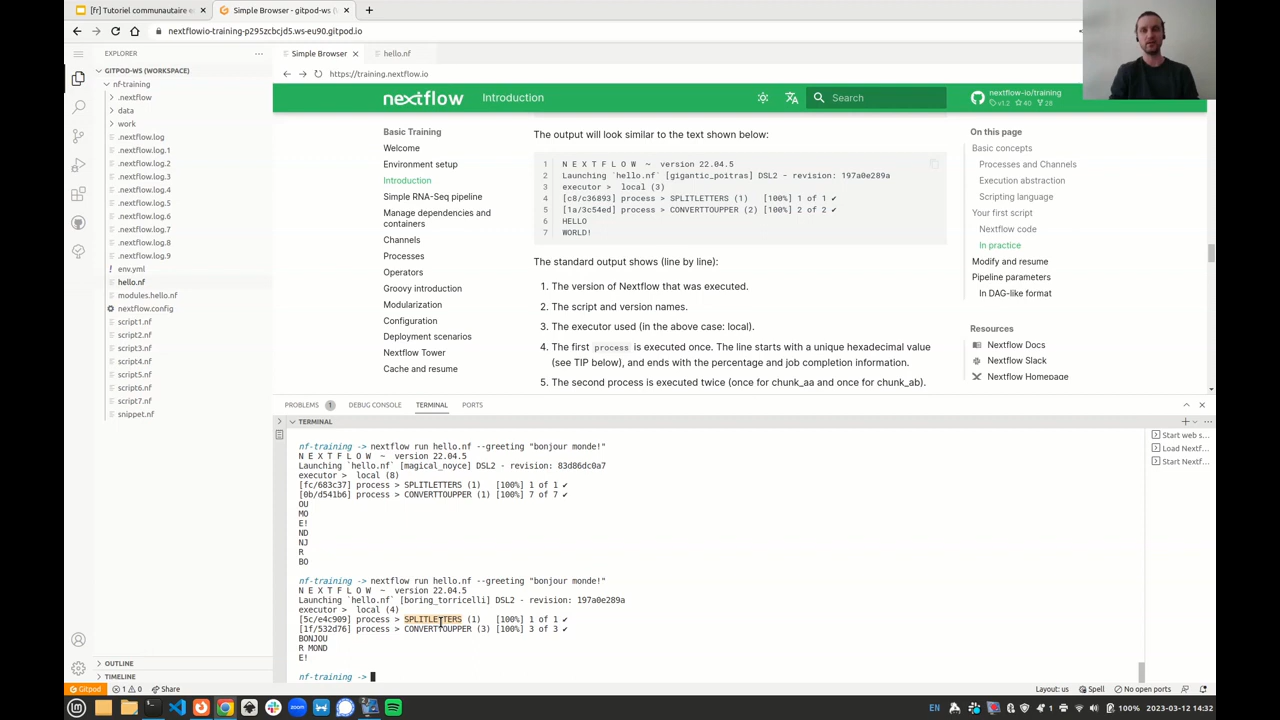 [fr] Tutoriel communautaire e
Simple Browser - gitpod-ws (
nextflowio-training-p295zcbcjd5.ws-eu90.gitpod.io
EXPLORER
GITPOD-WS (WORKSPACE)
nf-training
.nextflow
data
work
.nextflow.log
.nextflow.log.1
.nextflow.log.2
.nextflow.log.3
.nextflow.log.4
.nextflow.log.5
.nextflow.log.6
.nextflow.log.7
.nextflow.log.8
.nextflow.log.9
env.yml
hello.nf
modules.hello.nf
nextflow.config
script1.nf
script2.nf
script3.nf
script4.nf
script5.nf
script6.nf
script7.nf
snippet.nf
OUTLINE
TIMELINE
Simple Browser
hello.nf
https://training.nextflow.io
nextflow
Introduction
Search
nextflow-io/training
v1.2 40 28
Basic Training
Welcome
Environment setup
Introduction
Simple RNA-Seq pipeline
Manage dependencies and
containers
Channels
Processes
Operators
Groovy introduction
Modularization
Configuration
Deployment scenarios
Nextflow Tower
Cache and resume
The output will look similar to the text shown below:
1 N E X T F L O W ~ version 22.04.5
2 Launching `hello.nf` [gigantic_poitras] DSL2 - revision: 197a0e289a
3 executor > local (3)
4 [c8/c36893] process > SPLITLETTERS (1) [100%] 1 of 1 ✔
5 [1a/3c54ed] process > CONVERTTOUPPER (2) [100%] 2 of 2 ✔
6 HELLO
7 WORLD!
The standard output shows (line by line):
1. The version of Nextflow that was executed.
2. The script and version names.
3. The executor used (in the above case: local).
4. The first process is executed once. The line starts with a unique hexadecimal value
(see TIP below), and ends with the percentage and job completion information.
5. The second process is executed twice (once for chunk_aa and once for chunk_ab).
On this page
Basic concepts
Processes and Channels
Execution abstraction
Scripting language
Your first script
Nextflow code
In practice
Modify and resume
Pipeline parameters
In DAG-like format
Resources
Nextflow Docs
Nextflow Slack
Nextflow Homepage
PROBLEMS 1 DEBUG CONSOLE TERMINAL PORTS
TERMINAL
nf-training -> nextflow run hello.nf --greeting "bonjour monde!"
N E X T F L O W ~ version 22.04.5
Launching `hello.nf` [magical_noyce] DSL2 - revision: 83d86dc0a7
executor > local (8)
[fc/683c37] process > SPLITLETTERS (1) [100%] 1 of 1 ✔
[0b/d541b6] process > CONVERTTOUPPER (1) [100%] 7 of 7 ✔
OU
MO
E!
ND
NJ
R
BO
nf-training -> nextflow run hello.nf --greeting "bonjour monde!"
N E X T F L O W ~ version 22.04.5
Launching `hello.nf` [boring_torricelli] DSL2 - revision: 197a0e289a
executor > local (4)
[5c/e4c909] process > SPLITLETTERS (1) [100%] 1 of 1 ✔
[1f/532d76] process > CONVERTTOUPPER (3) [100%] 3 of 3 ✔
BONJOU
R MOND
E!
nf-training ->
Start web s...
Load Nextf...
Start Nextf...
Gitpod 1 0 Share
Layout: us Spell No open ports
EN 1 100% 2023-03-12 14:32